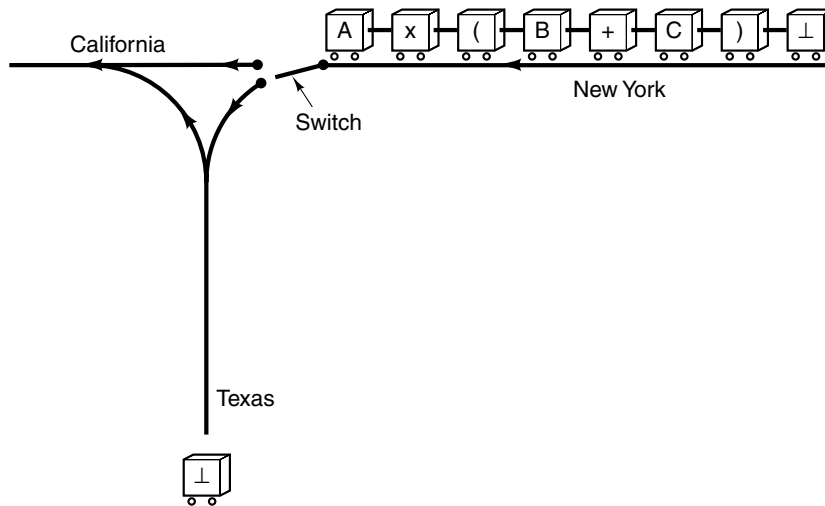 A x ( B + C ) ⊥
California
New York
Switch
Texas
⊥